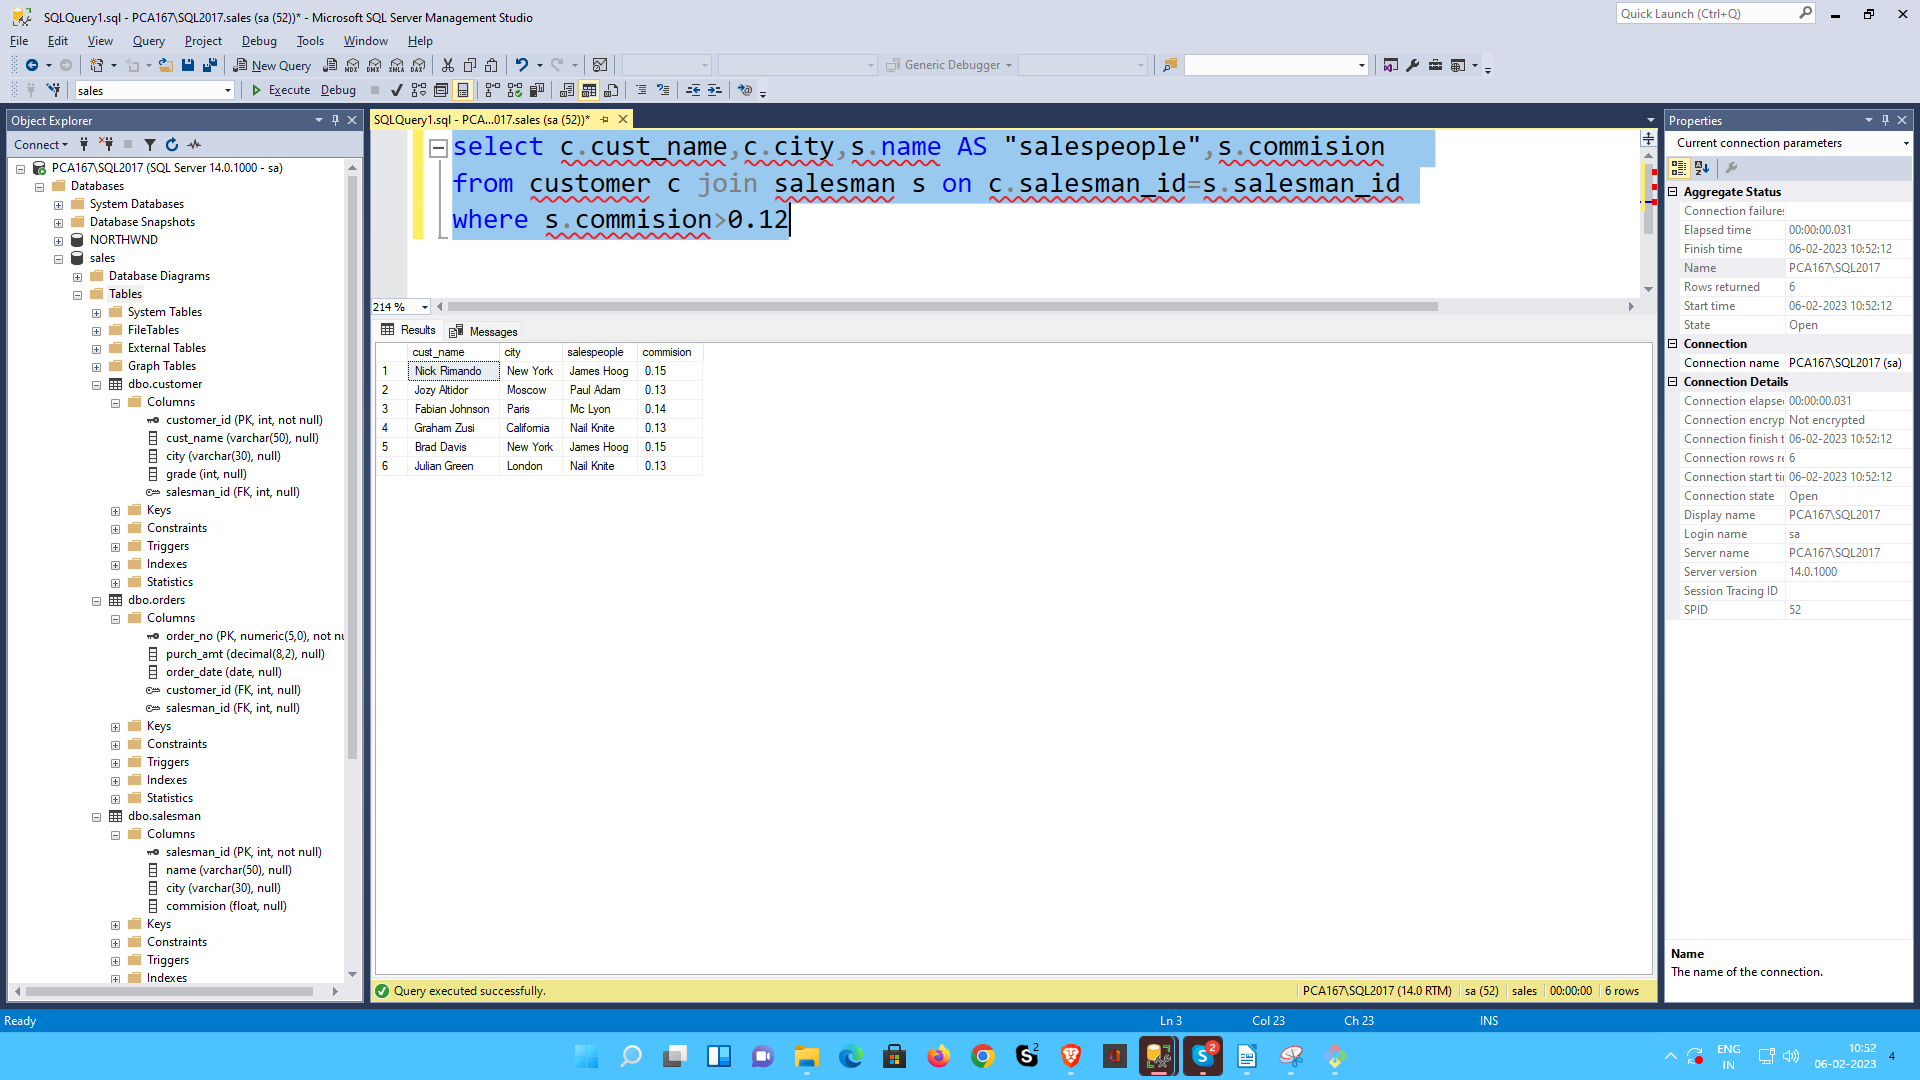 SQLQuery1.sql - PCA167\SQL2017.sales (sa (52))* - Microsoft SQL Server Management Studio
Quick Launch (Ctrl+Q)
File Edit View Query Project Debug Tools Window Help
New Query
MDX DMX XMLA DAX
Generic Debugger
sales
Execute Debug
Object Explorer
Connect
PCA167\SQL2017 (SQL Server 14.0.1000 - sa)
Databases
System Databases
Database Snapshots
NORTHWND
sales
Database Diagrams
Tables
System Tables
FileTables
External Tables
Graph Tables
dbo.customer
Columns
customer_id (PK, int, not null)
cust_name (varchar(50), null)
city (varchar(30), null)
grade (int, null)
salesman_id (FK, int, null)
Keys
Constraints
Triggers
Indexes
Statistics
dbo.orders
Columns
order_no (PK, numeric(5,0), not nu
purch_amt (decimal(8,2), null)
order_date (date, null)
customer_id (FK, int, null)
salesman_id (FK, int, null)
Keys
Constraints
Triggers
Indexes
Statistics
dbo.salesman
Columns
salesman_id (PK, int, not null)
name (varchar(50), null)
city (varchar(30), null)
commision (float, null)
Keys
Constraints
Triggers
Indexes
SQLQuery1.sql - PCA...017.sales (sa (52))*
select c.cust_name,c.city,s.name AS "salespeople",s.commision
from customer c join salesman s on c.salesman_id=s.salesman_id
where s.commision>0.12
214 %
Results Messages
cust_name city salespeople commision
1 Nick Rimando New York James Hoog 0.15
2 Jozy Altidor Moscow Paul Adam 0.13
3 Fabian Johnson Paris Mc Lyon 0.14
4 Graham Zusi California Nail Knite 0.13
5 Brad Davis New York James Hoog 0.15
6 Julian Green London Nail Knite 0.13
Query executed successfully.
PCA167\SQL2017 (14.0 RTM) sa (52) sales 00:00:00 6 rows
Properties
Current connection parameters
Aggregate Status
Connection failures
Elapsed time 00:00:00.031
Finish time 06-02-2023 10:52:12
Name PCA167\SQL2017
Rows returned 6
Start time 06-02-2023 10:52:12
State Open
Connection
Connection name PCA167\SQL2017 (sa)
Connection Details
Connection elapse 00:00:00.031
Connection encryp Not encrypted
Connection finish t 06-02-2023 10:52:12
Connection rows re 6
Connection start ti 06-02-2023 10:52:12
Connection state Open
Display name PCA167\SQL2017
Login name sa
Server name PCA167\SQL2017
Server version 14.0.1000
Session Tracing ID
SPID 52
Name
The name of the connection.
Ready Ln 3 Col 23 Ch 23 INS
2
2
ENG
IN
10:52
06-02-2023
4